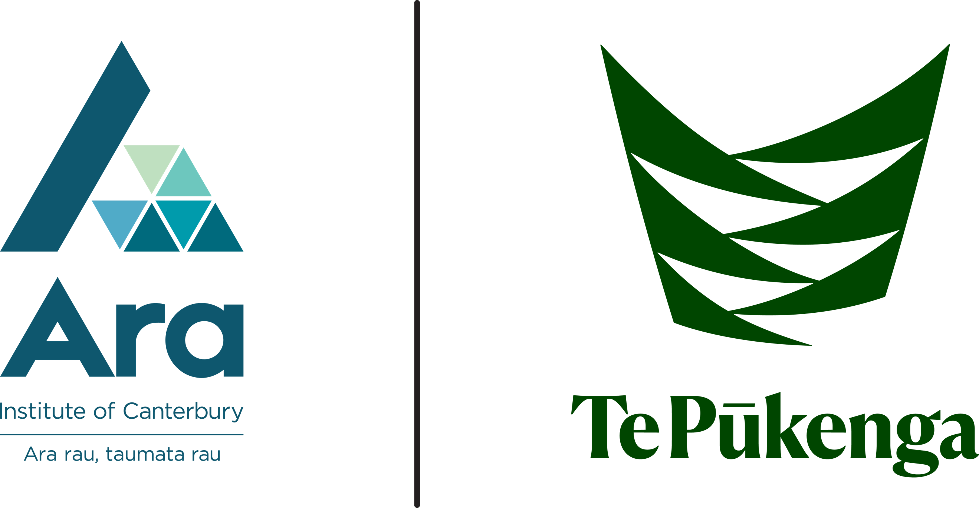 Ara
Institute of Canterbury
Ara rau, taumata rau
Te Pūkenga